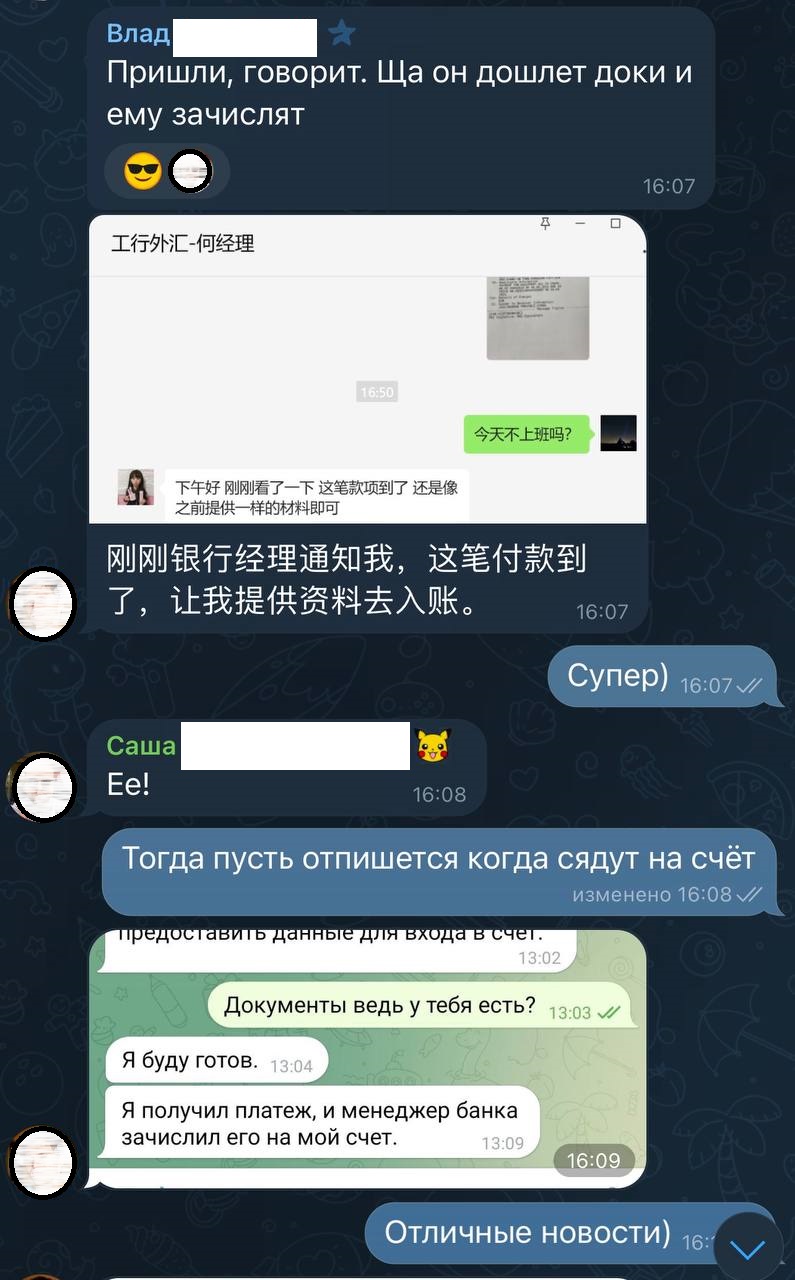 Влад
Пришли, говорит. Ща он дошлет доки и
ему зачислят
16:07
工行外汇-何经理
16:50
今天不上班吗?
下午好 刚刚看了一下 这笔款项到了 还是像
之前提供一样的材料即可
刚刚银行经理通知我，这笔付款到
了，让我提供资料去入账。
16:07
Супер) 16:07
Саша
Ее!
16:08
Тогда пусть отпишется когда сядут на счёт
изменено 16:08
предоставить данные для входа в счет.
13:02
Документы ведь у тебя есть? 13:03
Я буду готов. 13:04
Я получил платеж, и менеджер банка
зачислил его на мой счет. 13:09
16:09
Отличные новости)